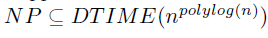 NP ⊆ DTIME(n^{polylog(n)})